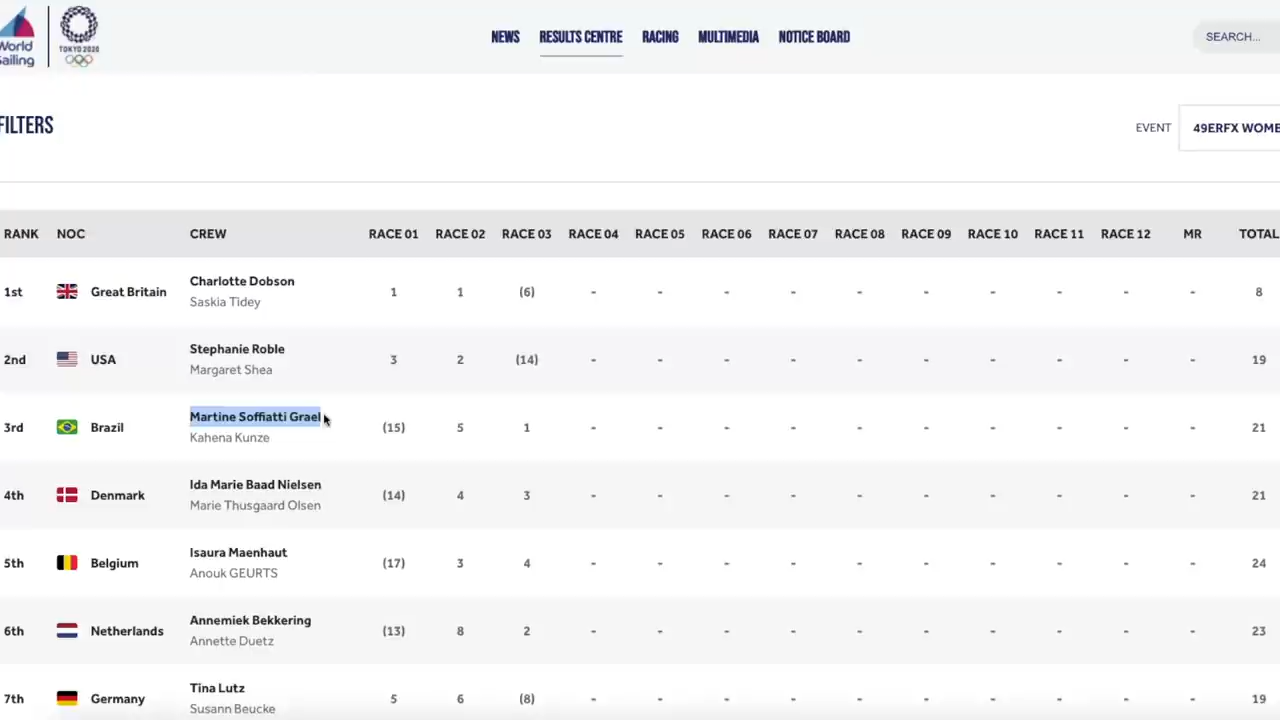 World
Sailing
TOKYO 2020
NEWS RESULTS CENTRE RACING MULTIMEDIA NOTICE BOARD
SEARCH...
FILTERS
EVENT 49ERFX WOME
RANK NOC CREW RACE 01 RACE 02 RACE 03 RACE 04 RACE 05 RACE 06 RACE 07 RACE 08 RACE 09 RACE 10 RACE 11 RACE 12 MR TOTAL
1st Great Britain Charlotte Dobson 1 1 (6) - - - - - - - - - - 8
Saskia Tidey
2nd USA Stephanie Roble 3 2 (14) - - - - - - - - - - 19
Margaret Shea
3rd Brazil Martine Soffiatti Grael (15) 5 1 - - - - - - - - - - 21
Kahena Kunze
4th Denmark Ida Marie Baad Nielsen (14) 4 3 - - - - - - - - - - 21
Marie Thusgaard Olsen
5th Belgium Isaura Maenhaut (17) 3 4 - - - - - - - - - - 24
Anouk GEURTS
6th Netherlands Annemiek Bekkering (13) 8 2 - - - - - - - - - - 23
Annette Duetz
7th Germany Tina Lutz 5 6 (8) - - - - - - - - - - 19
Susann Beucke